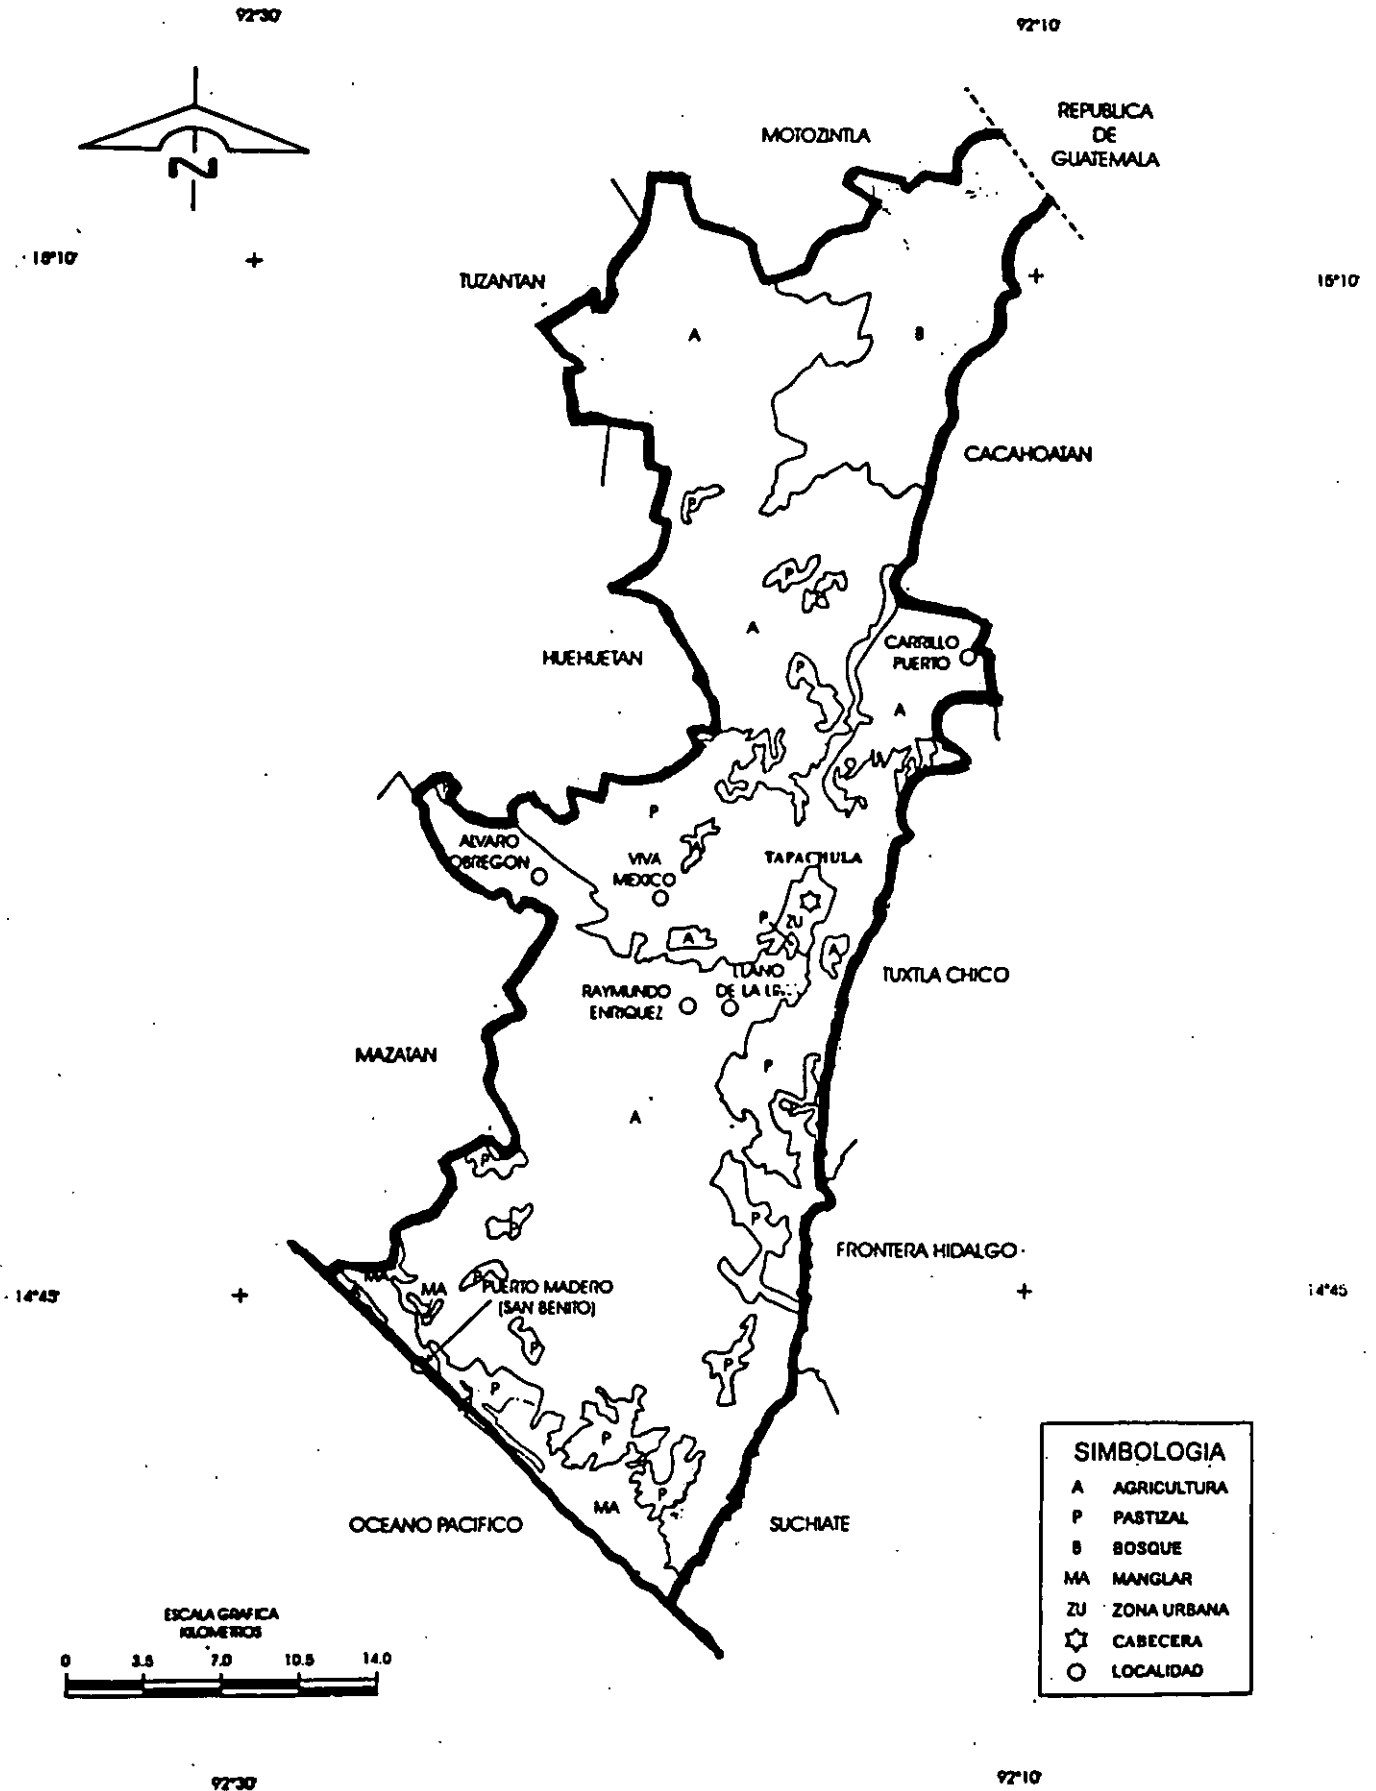 92°30'
92°10'
REPUBLICA
DE
GUATEMALA
MOTOZINTLA
N
15°10'
TUZANTAN
15°10'
A
B
CACAHOATAN
P
P
A
CARRILLO
PUERTO
HUEHUETAN
P
A
P
ALVARO
OBREGON
VIVA
MEXICO
A
TAPACHULA
P
ZU
A
A
TUXTLA CHICO
LLANO
DE LA
RAYMUNDO
ENRIQUEZ
MAZATAN
P
A
P
P
P
P
FRONTERA HIDALGO
MA
MA
P
PUERTO MADERO
(SAN BENITO)
14°45'
14°45
P
P
P
P
P
MA
OCEANO PACIFICO
SUCHIATE
SIMBOLOGIA
A AGRICULTURA
P PASTIZAL
B BOSQUE
MA MANGLAR
ZU ZONA URBANA
CABECERA
LOCALIDAD
ESCALA GRAFICA
KILOMETROS
0 3.5 7.0 10.5 14.0
92°30'
92°10'